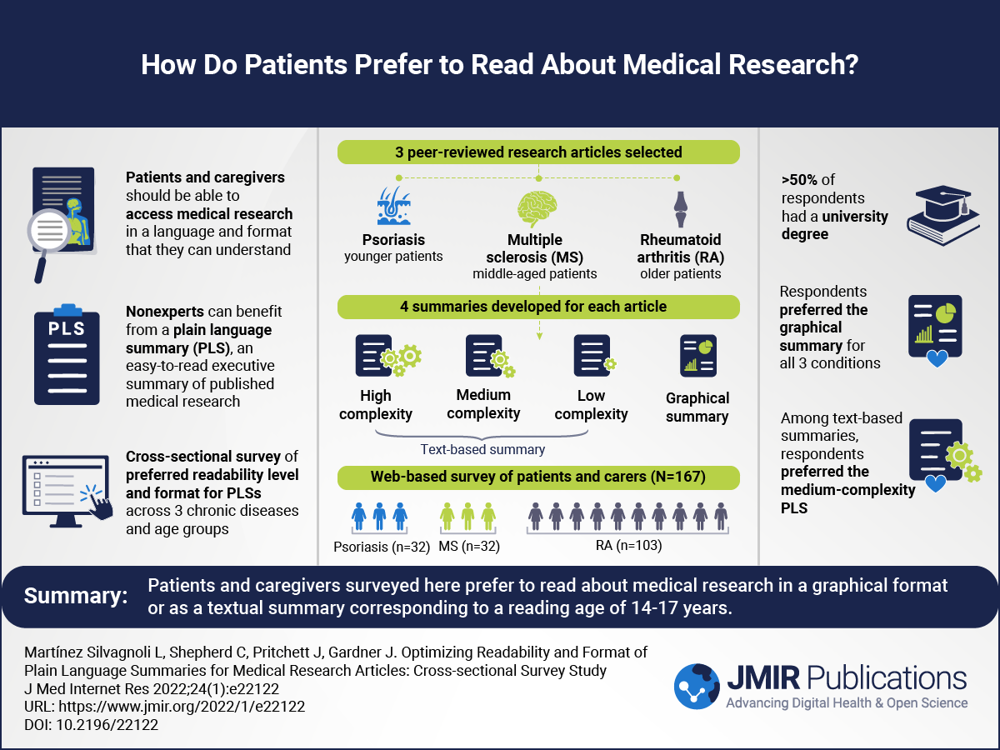 How Do Patients Prefer to Read About Medical Research?
Patients and caregivers
should be able to
access medical research
in a language and format
that they can understand
PLS
Nonexperts can benefit
from a plain language
summary (PLS), an
easy-to-read executive
summary of published
medical research
Cross-sectional survey of
preferred readability level
and format for PLSs
across 3 chronic diseases
and age groups
3 peer-reviewed research articles selected
Psoriasis
younger patients
Multiple
sclerosis (MS)
middle-aged patients
Rheumatoid
arthritis (RA)
older patients
4 summaries developed for each article
High
complexity
Medium
complexity
Low
complexity
Graphical
summary
Text-based summary
Web-based survey of patients and carers (N=167)
Psoriasis (n=32)
MS (n=32)
RA (n=103)
>50% of
respondents
had a university
degree
Respondents
preferred the
graphical
summary for
all 3 conditions
Among text-based
summaries,
respondents
preferred the
medium-complexity
PLS
Summary:
Patients and caregivers surveyed here prefer to read about medical research in a graphical format
or as a textual summary corresponding to a reading age of 14-17 years.
Martínez Silvagnoli L, Shepherd C, Pritchett J, Gardner J. Optimizing Readability and Format of
Plain Language Summaries for Medical Research Articles: Cross-sectional Survey Study
J Med Internet Res 2022;24(1):e22122
URL: https://www.jmir.org/2022/1/e22122
DOI: 10.2196/22122
JMIR Publications
Advancing Digital Health & Open Science